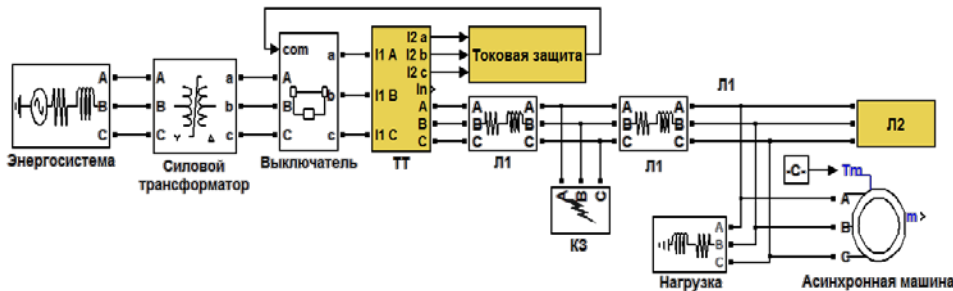 com
a
b
c
A
B
C
I1 A
I1 B
I1 C
I2 a
I2 b
I2 c
In
A
B
C
ТТ
Токовая защита
A
B
C
Энергосистема
A
B
C
a
b
c
Y
Δ
Силовой
трансформатор
Выключатель
A
B
C
A
B
C
Л1
A
B
C
A
B
C
Л1
Л1
Л2
A
B
C
КЗ
A
B
C
Нагрузка
-C-
Tm
A
B
C
m
Асинхронная машина